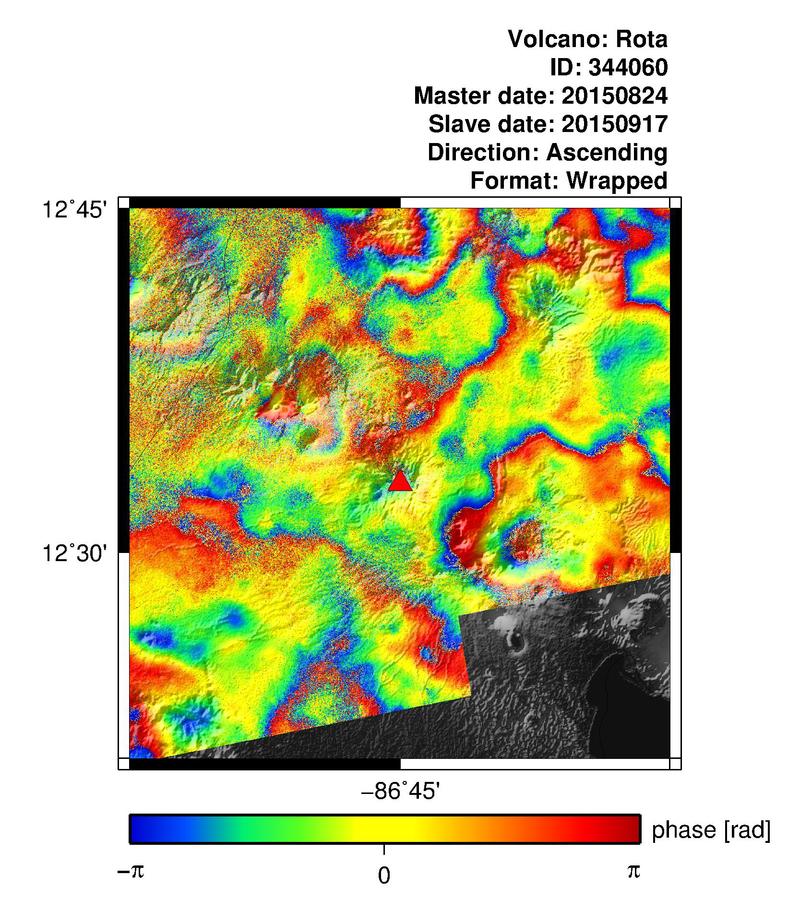 Volcano: Rota
ID: 344060
Master date: 20150824
Slave date: 20150917
Direction: Ascending
Format: Wrapped
12˚45'
12˚30'
−86˚45'
phase [rad]
−π 0 π